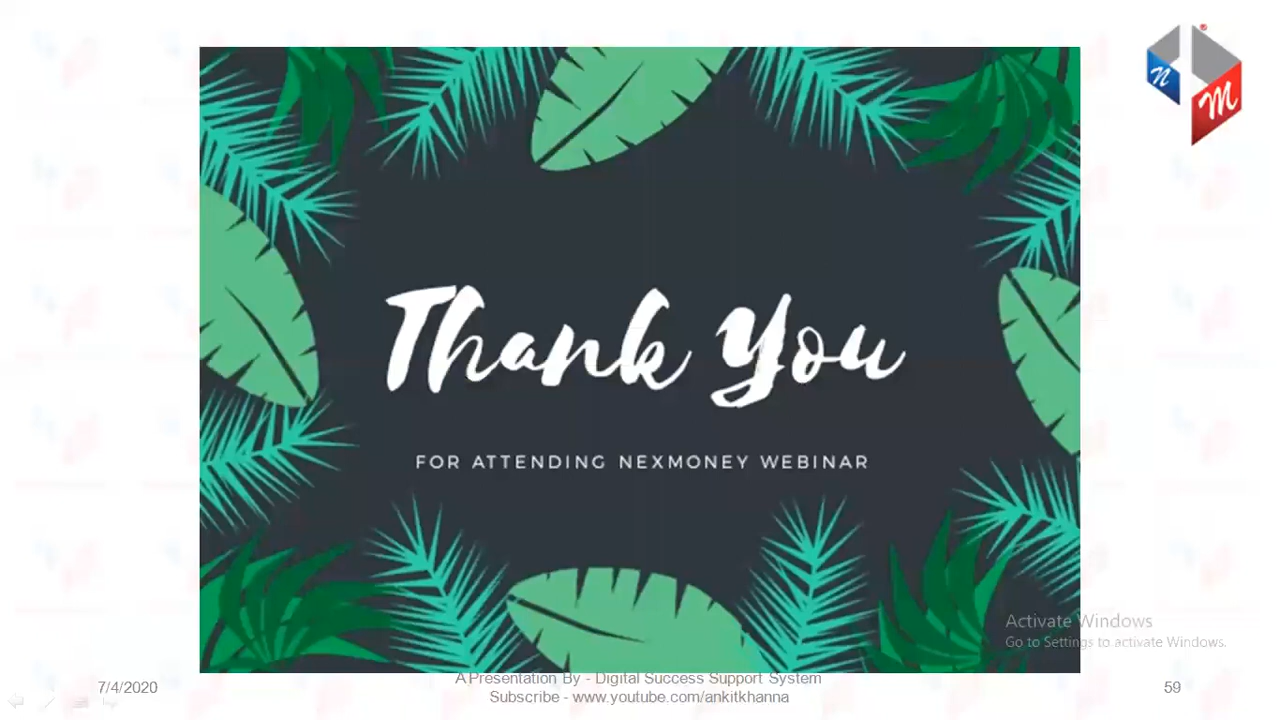 n
M
Thank You
FOR ATTENDING NEXMONEY WEBINAR
Activate Windows
Go to Settings to activate Windows.
7/4/2020
A Presentation By - Digital Success Support System
Subscribe - www.youtube.com/ankitkhanna
59